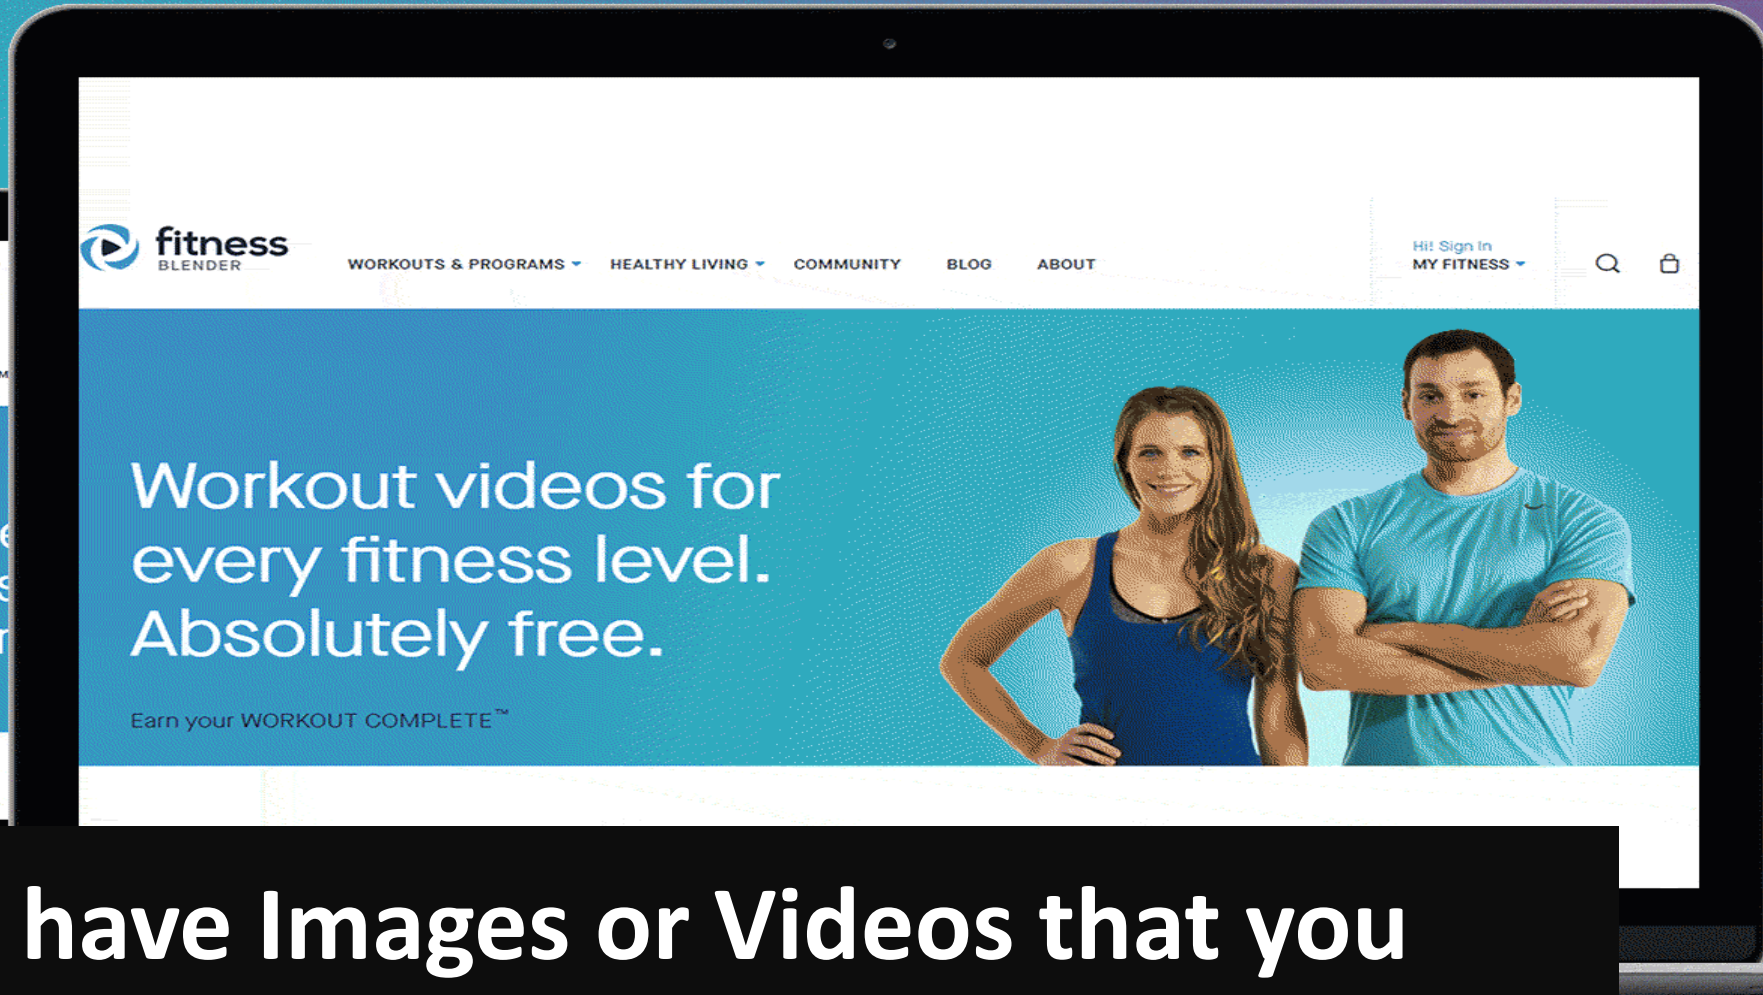 fitness
BLENDER
WORKOUTS & PROGRAMS
HEALTHY LIVING
COMMUNITY
BLOG
ABOUT
Hi! Sign In
MY FITNESS
Workout videos for
every fitness level.
Absolutely free.
Earn your WORKOUT COMPLETE™
have Images or Videos that you